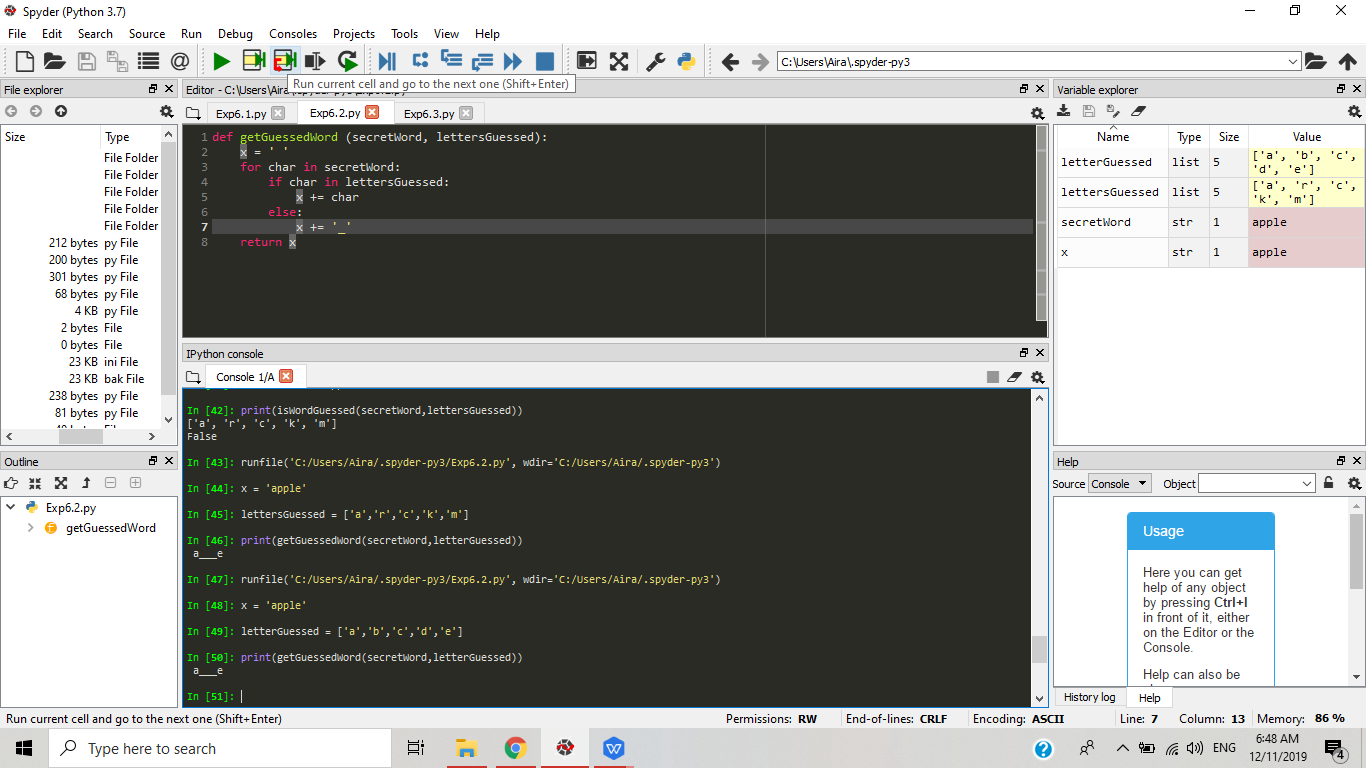 Spyder (Python 3.7)
File Edit Search Source Run Debug Consoles Projects Tools View Help
C:\Users\Aira\.spyder-py3
Run current cell and go to the next one (Shift+Enter)
File explorer
Editor - C:\Users\Aira\
Variable explorer
Exp6.1.py Exp6.2.py Exp6.3.py
Size Type
File Folder
File Folder
File Folder
File Folder
File Folder
212 bytes py File
200 bytes py File
301 bytes py File
68 bytes py File
4 KB py File
2 bytes File
0 bytes File
23 KB ini File
23 KB bak File
238 bytes py File
81 bytes py File
1 def getGuessedWord (secretWord, lettersGuessed):
2 x = ' '
3 for char in secretWord:
4 if char in lettersGuessed:
5 x += char
6 else:
7 x += '_'
8 return x
Name Type Size Value
letterGuessed list 5 ['a', 'b', 'c',
'd', 'e']
lettersGuessed list 5 ['a', 'r', 'c',
'k', 'm']
secretWord str 1 apple
x str 1 apple
IPython console
Console 1/A
In [42]: print(isWordGuessed(secretWord,lettersGuessed))
['a', 'r', 'c', 'k', 'm']
False
In [43]: runfile('C:/Users/Aira/.spyder-py3/Exp6.2.py', wdir='C:/Users/Aira/.spyder-py3')
In [44]: x = 'apple'
In [45]: lettersGuessed = ['a','r','c','k','m']
In [46]: print(getGuessedWord(secretWord,letterGuessed))
a___e
In [47]: runfile('C:/Users/Aira/.spyder-py3/Exp6.2.py', wdir='C:/Users/Aira/.spyder-py3')
In [48]: x = 'apple'
In [49]: letterGuessed = ['a','b','c','d','e']
In [50]: print(getGuessedWord(secretWord,letterGuessed))
a___e
In [51]:
Outline
Exp6.2.py
getGuessedWord
Help
Source Console Object
Usage
Here you can get
help of any object
by pressing Ctrl+I
in front of it, either
on the Editor or the
Console.
Help can also be
History log Help
Run current cell and go to the next one (Shift+Enter)
Permissions: RW End-of-lines: CRLF Encoding: ASCII Line: 7 Column: 13 Memory: 86 %
Type here to search
ENG
6:48 AM
12/11/2019
4